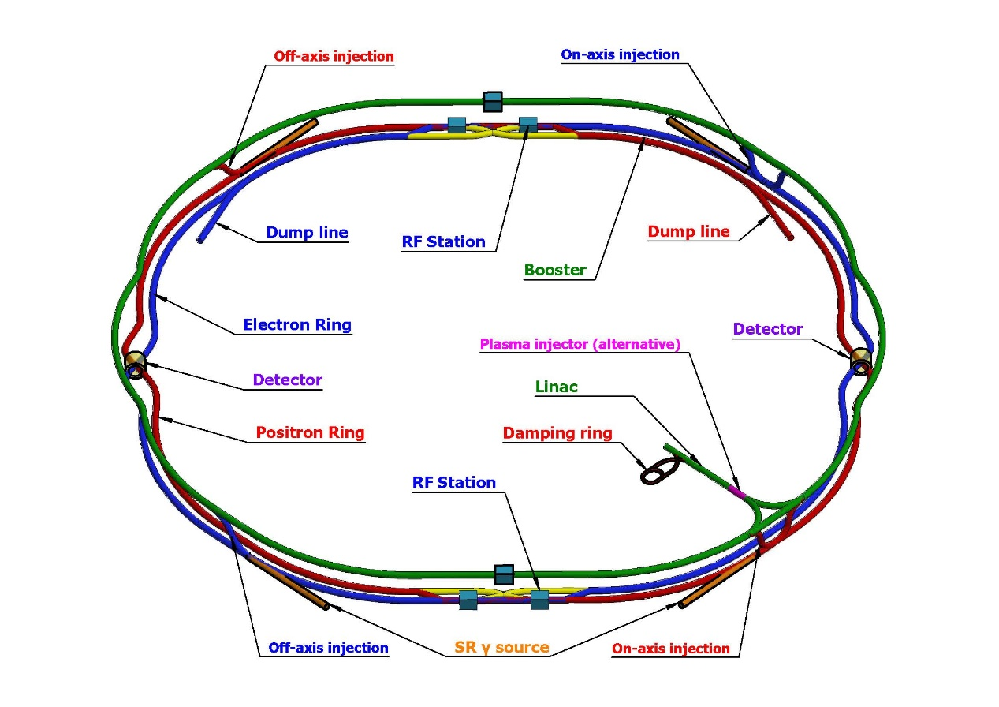 Off-axis injection
On-axis injection
Dump line
RF Station
Dump line
Booster
Electron Ring
Detector
Plasma injector (alternative)
Detector
Linac
Positron Ring
Damping ring
RF Station
Off-axis injection
SR γ source
On-axis injection